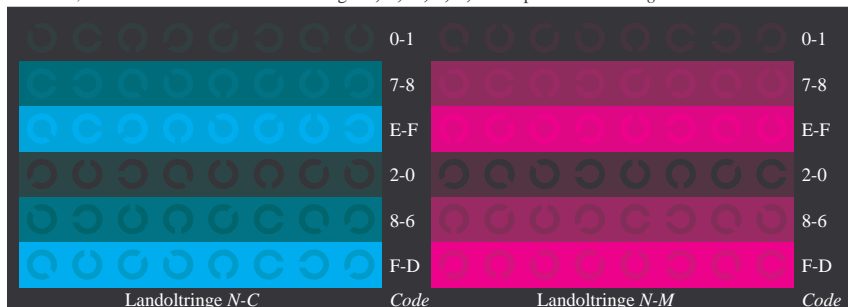 0-1 0-1
7-8 7-8
E-F E-F
2-0 2-0
8-6 8-6
F-D F-D
Landoltringe N-C Code Landoltringe N-M Code